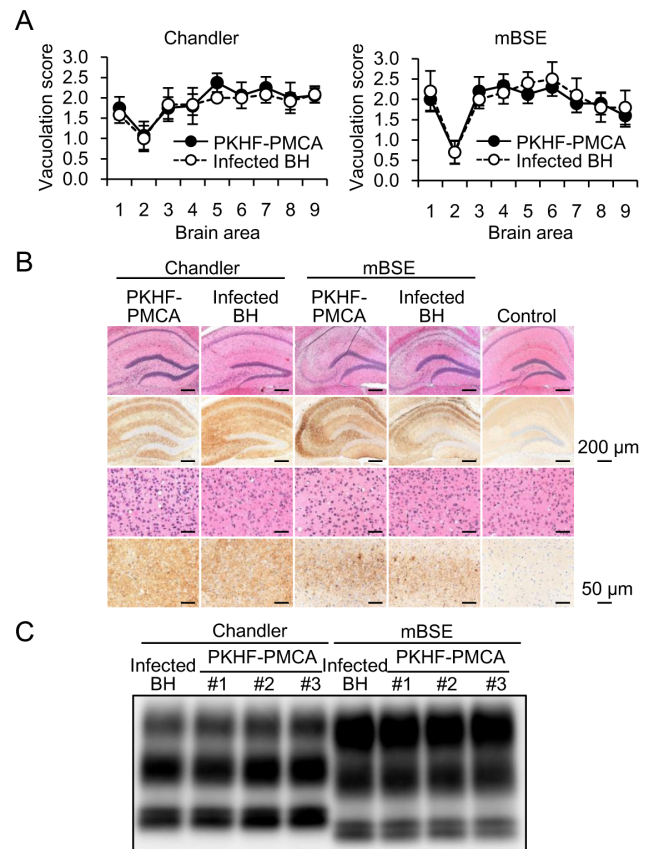 A
Chandler
mBSE
Vacuolation score
3.0
2.5
2.0
1.5
1.0
0.5
0.0
PKHF-PMCA
Infected BH
1 2 3 4 5 6 7 8 9
Brain area
Vacuolation score
3.0
2.5
2.0
1.5
1.0
0.5
0.0
PKHF-PMCA
Infected BH
1 2 3 4 5 6 7 8 9
Brain area
B
Chandler mBSE
PKHF-PMCA Infected BH PKHF-PMCA Infected BH Control
200 µm
50 µm
C
Chandler mBSE
Infected BH PKHF-PMCA Infected BH PKHF-PMCA
#1 #2 #3 #1 #2 #3